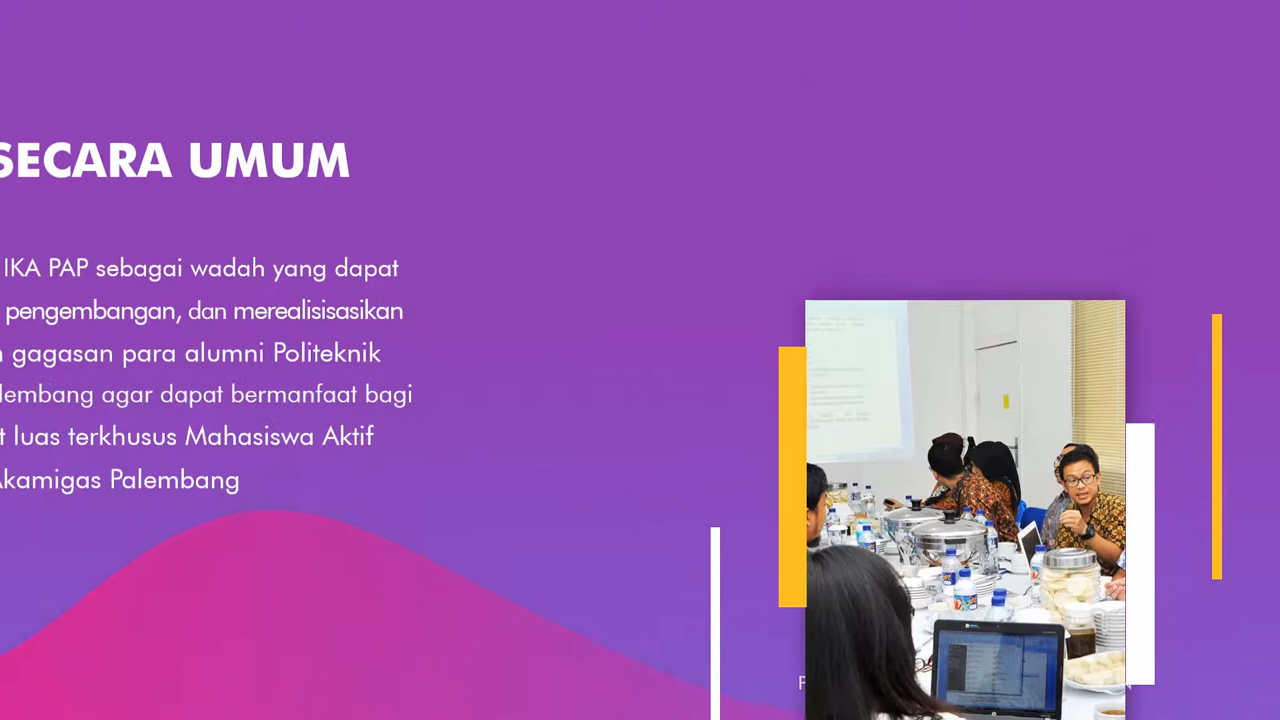 SECARA UMUM
IKA PAP sebagai wadah yang dapat
pengembangan, dan merealisisasikan
gagasan para alumni Politeknik
lembang agar dapat bermanfaat bagi
t luas terkhusus Mahasiswa Aktif
Akamigas Palembang